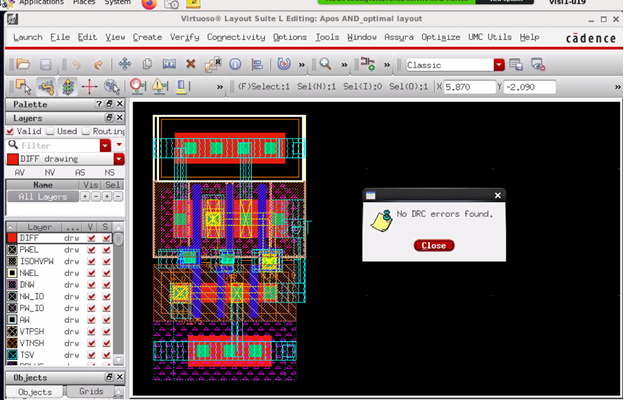 Applications Places System vlsi1-019
Virtuoso® Layout Suite L Editing: Apos AND_optimal layout
Launch File Edit View Create Verify Connectivity Options Tools Window Assura Optimize UMC Utils Help cādence
Classic
(F)Select:1 Sel(N):1 Sel(I):0 Sel(O):1 X 5.870 Y -2.090
Palette
Layers
Valid Used Routing
Filter
DIFF drawing
AV NV AS NS
Name Vis Sel
All Layers
Layer ... V S
DIFF drw
PWEL drw
ISOHVPW drw
NWEL drw
DNW drw
NW_IO drw
PW_IO drw
AW drw
VTPSH drw
VTNSH drw
TSV drw
Objects
Objects Grids
No DRC errors found.
Close